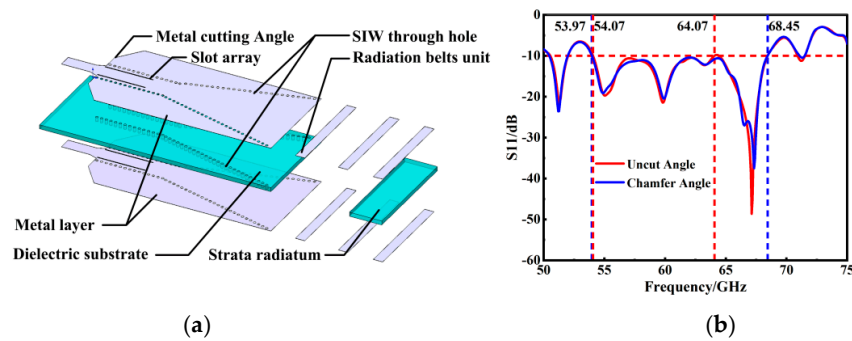 Metal cutting Angle
Slot array
SIW through hole
Radiation belts unit
Metal layer
Dielectric substrate
Strata radiatum
(a)
53.97
54.07
64.07
68.45
0
-10
-20
-30
-40
-50
-60
S11/dB
Uncut Angle
Chamfer Angle
50
55
60
65
70
75
Frequency/GHz
(b)